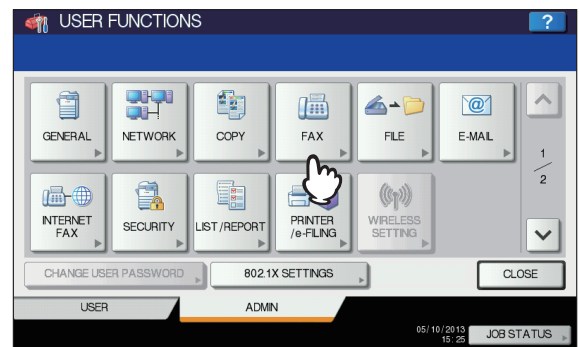 USER FUNCTIONS
?
GENERAL
NETWORK
COPY
FAX
FILE
@
E-MAIL
1
2
INTERNET
FAX
SECURITY
LIST/REPORT
PRINTER
/e-FILING
WIRELESS
SETTING
CHANGE USER PASSWORD
802.1X SETTINGS
CLOSE
USER
ADMIN
05/10/2013
15:25
JOB STATUS